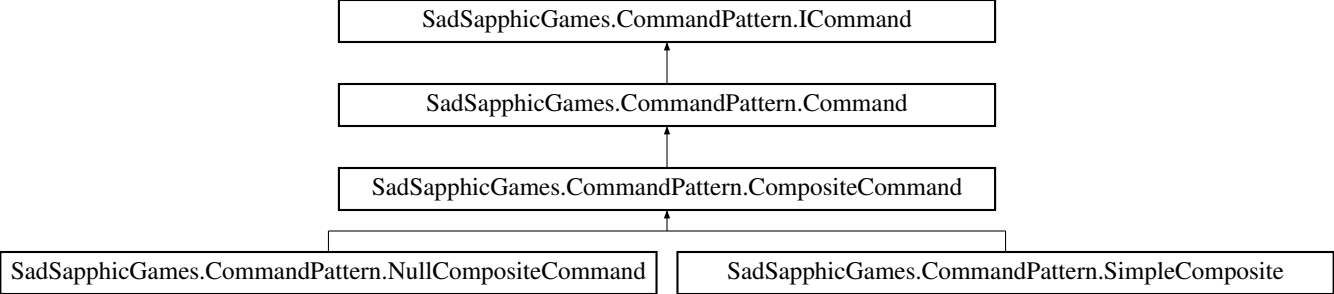 SadSapphicGames.CommandPattern.ICommand
SadSapphicGames.CommandPattern.Command
SadSapphicGames.CommandPattern.CompositeCommand
SadSapphicGames.CommandPattern.NullCompositeCommand
SadSapphicGames.CommandPattern.SimpleComposite